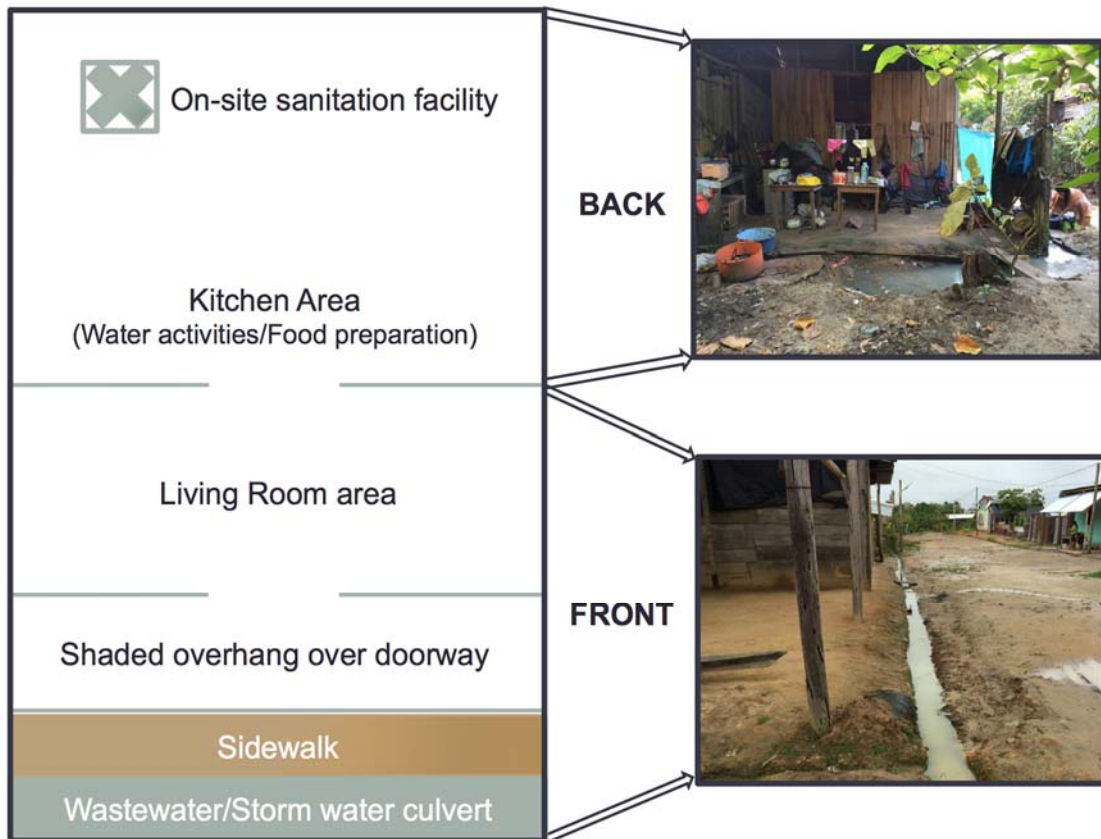 On-site sanitation facility
BACK
Kitchen Area
(Water activities/Food preparation)
Living Room area
FRONT
Shaded overhang over doorway
Sidewalk
Wastewater/Storm water culvert